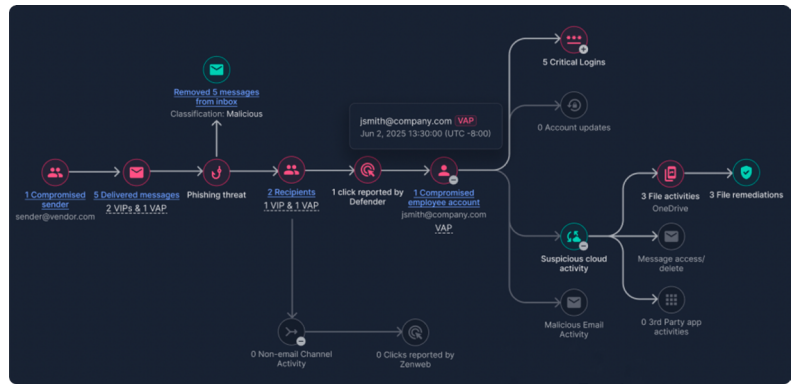 5 Critical Logins
Removed 5 messages
from inbox
Classification: Malicious
jsmith@company.com VAP
Jun 2, 2025 13:30:00 (UTC -8:00)
0 Account updates
1 Compromised
sender
sender@vendor.com
5 Delivered messages
2 VIPs & 1 VAP
Phishing threat
2 Recipients
1 VIP & 1 VAP
1 click reported by
Defender
1 Compromised
employee account
jsmith@company.com
VAP
3 File activities
OneDrive
3 File remediations
Suspicious cloud
activity
Message access/
delete
Malicious Email
Activity
0 3rd Party app
activities
0 Non-email Channel
Activity
0 Clicks reported by
Zenweb